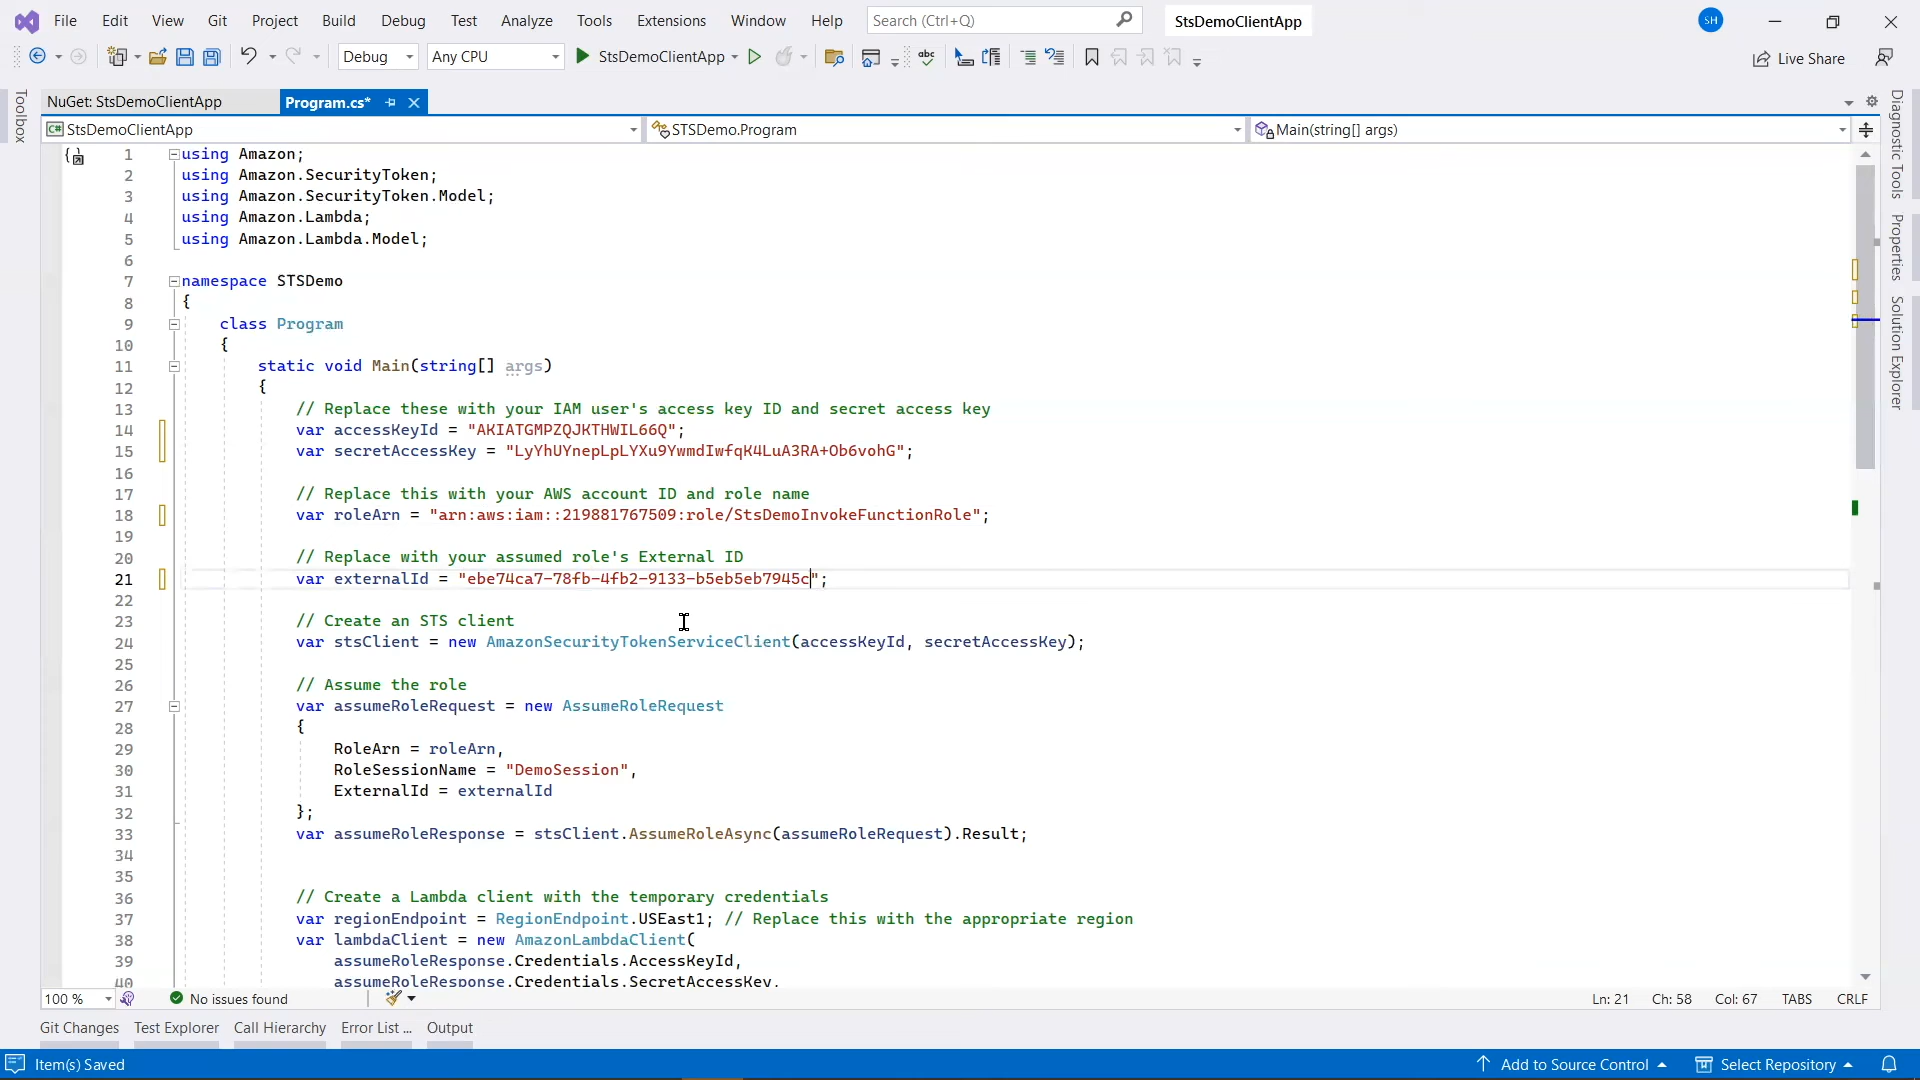 File Edit View Git Project Build Debug Test Analyze Tools Extensions Window Help Search (Ctrl+Q) StsDemoClientApp SH
Debug Any CPU StsDemoClientApp abc Live Share
Toolbox
NuGet: StsDemoClientApp Program.cs*
C# StsDemoClientApp STSDemo.Program Main(string[] args)
1 using Amazon;
2 using Amazon.SecurityToken;
3 using Amazon.SecurityToken.Model;
4 using Amazon.Lambda;
5 using Amazon.Lambda.Model;
6
7 namespace STSDemo
8 {
9 class Program
10 {
11 static void Main(string[] args)
12 {
13 // Replace these with your IAM user's access key ID and secret access key
14 var accessKeyId = "AKIATGMPZQJKTHWIL66Q";
15 var secretAccessKey = "LyYhUYnepLpLYXu9YwmdIwfqK4LuA3RA+Ob6vohG";
16
17 // Replace this with your AWS account ID and role name
18 var roleArn = "arn:aws:iam::219881767509:role/StsDemoInvokeFunctionRole";
19
20 // Replace with your assumed role's External ID
21 var externalId = "ebe74ca7-78fb-4fb2-9133-b5eb5eb7945c";
22
23 // Create an STS client
24 var stsClient = new AmazonSecurityTokenServiceClient(accessKeyId, secretAccessKey);
25
26 // Assume the role
27 var assumeRoleRequest = new AssumeRoleRequest
28 {
29 RoleArn = roleArn,
30 RoleSessionName = "DemoSession",
31 ExternalId = externalId
32 };
33 var assumeRoleResponse = stsClient.AssumeRoleAsync(assumeRoleRequest).Result;
34
35
36 // Create a Lambda client with the temporary credentials
37 var regionEndpoint = RegionEndpoint.USEast1; // Replace this with the appropriate region
38 var lambdaClient = new AmazonLambdaClient(
39 assumeRoleResponse.Credentials.AccessKeyId,
40 assumeRoleResponse.Credentials.SecretAccessKey,
Diagnostic Tools
Properties
Solution Explorer
100 % No issues found Ln: 21 Ch: 58 Col: 67 TABS CRLF
Git Changes Test Explorer Call Hierarchy Error List ... Output
Item(s) Saved Add to Source Control Select Repository